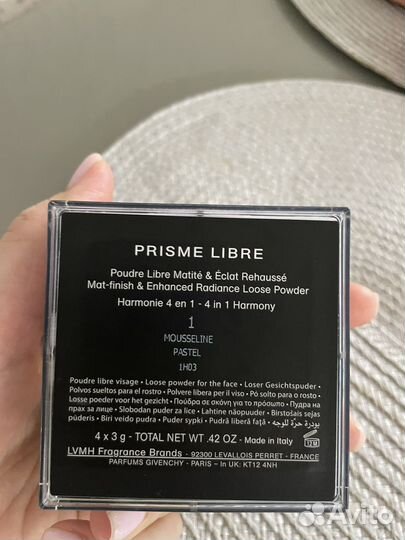 PRISME LIBRE
Poudre Libre Matité & Éclat Rehaussé
Mat-finish & Enhanced Radiance Loose Powder
Harmonie 4 en 1 - 4 in 1 Harmony
1
MOUSSELINE
PASTEL
1H03
Poudre libre visage • Loose powder for the face • Loser Gesichtspuder •
Polvos sueltos para el rostro • Polvere libera per il viso • Pó solto para o rosto •
Losse poeder voor het gezicht • Πούδρα σε σκόνη για το πρόσωπο • Пудра на
прах за лице • Slobodan puder za lice • Lahtine näopuuder • Birstošais sejas
pūderis • Biri veido pudra • Puder sypki • Pudră liberă față • بودرة حرّة للوجه
4 x 3 g - TOTAL NET WT .42 OZ - Made in Italy
12M
LVMH Fragrance Brands - 92300 LEVALLOIS PERRET - FRANCE
PARFUMS GIVENCHY - PARIS - In UK: KT12 4NH
Avito